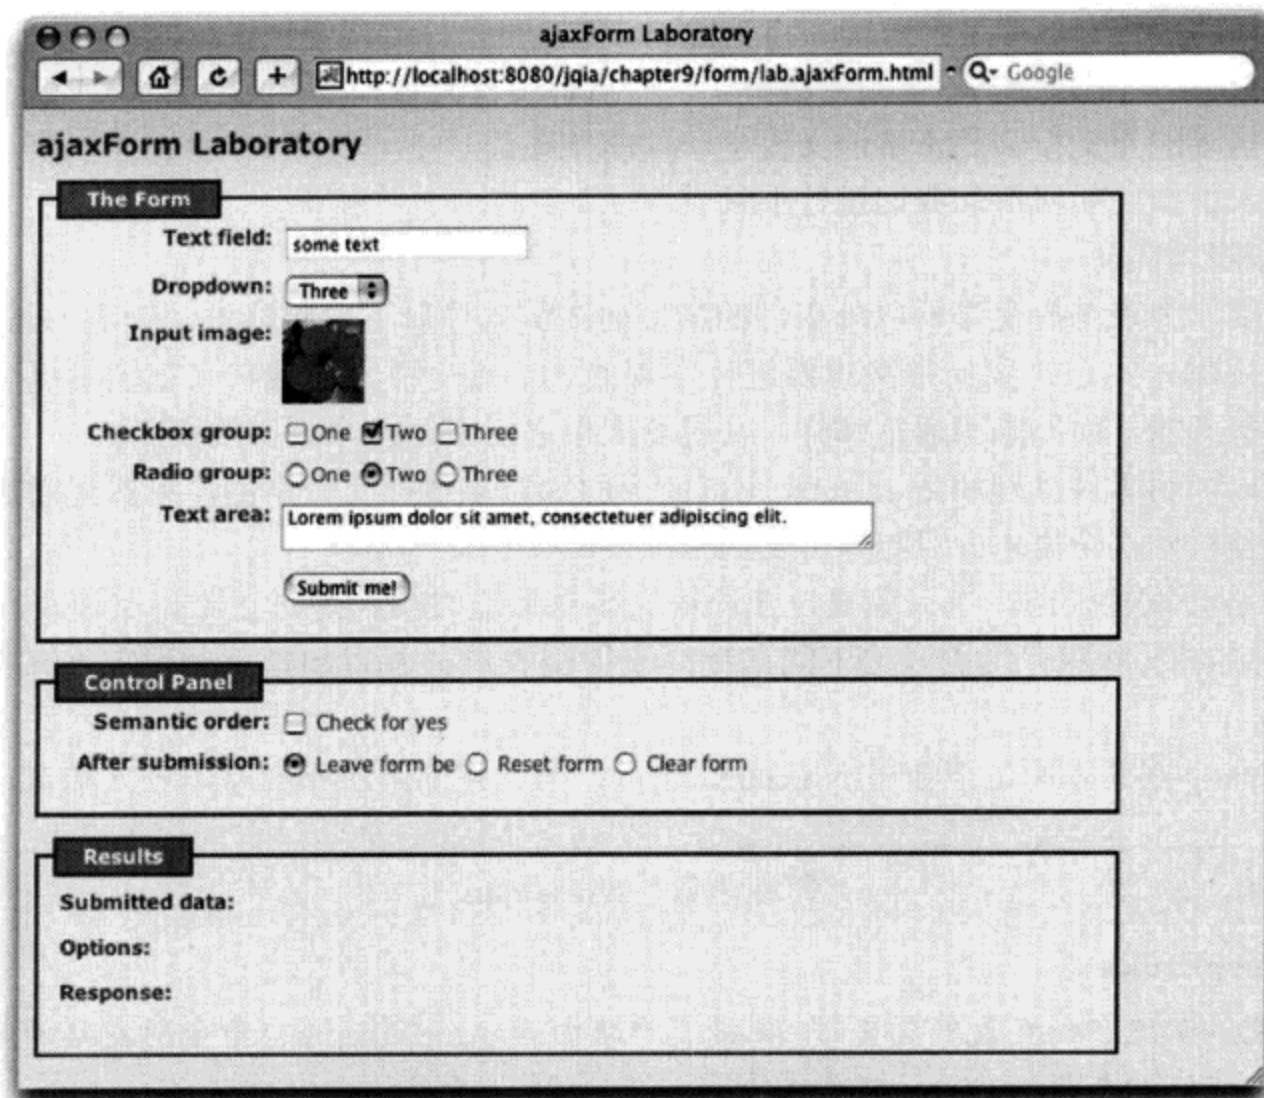 ajaxForm Laboratory
http://localhost:8080/jqia/chapter9/form/lab.ajaxForm.html Google
ajaxForm Laboratory
The Form
Text field: some text
Dropdown: Three
Input image:
Checkbox group: One Two Three
Radio group: One Two Three
Text area: Lorem ipsum dolor sit amet, consectetuer adipiscing elit.
Submit me!
Control Panel
Semantic order: Check for yes
After submission: Leave form be Reset form Clear form
Results
Submitted data:
Options:
Response: